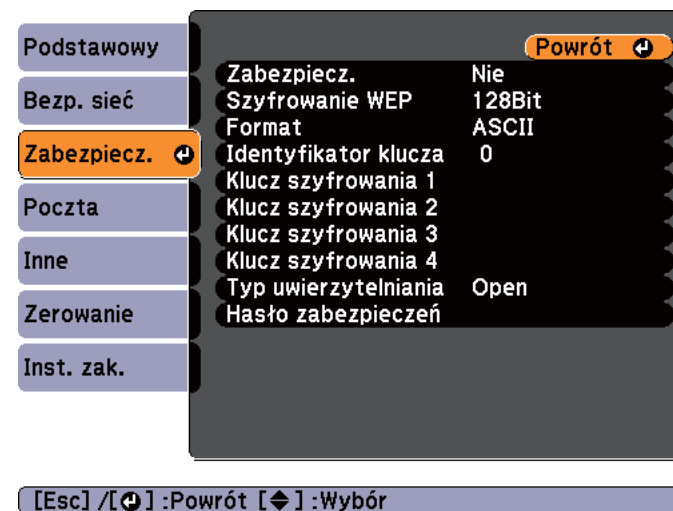 Podstawowy
Bezp. sieć
Zabezpiecz.
Poczta
Inne
Zerowanie
Inst. zak.
Powrót
Zabezpiecz. Nie
Szyfrowanie WEP 128Bit
Format ASCII
Identyfikator klucza 0
Klucz szyfrowania 1
Klucz szyfrowania 2
Klucz szyfrowania 3
Klucz szyfrowania 4
Typ uwierzytelniania Open
Hasło zabezpieczeń
[Esc] /[⏎] :Powrót [◆] :Wybór